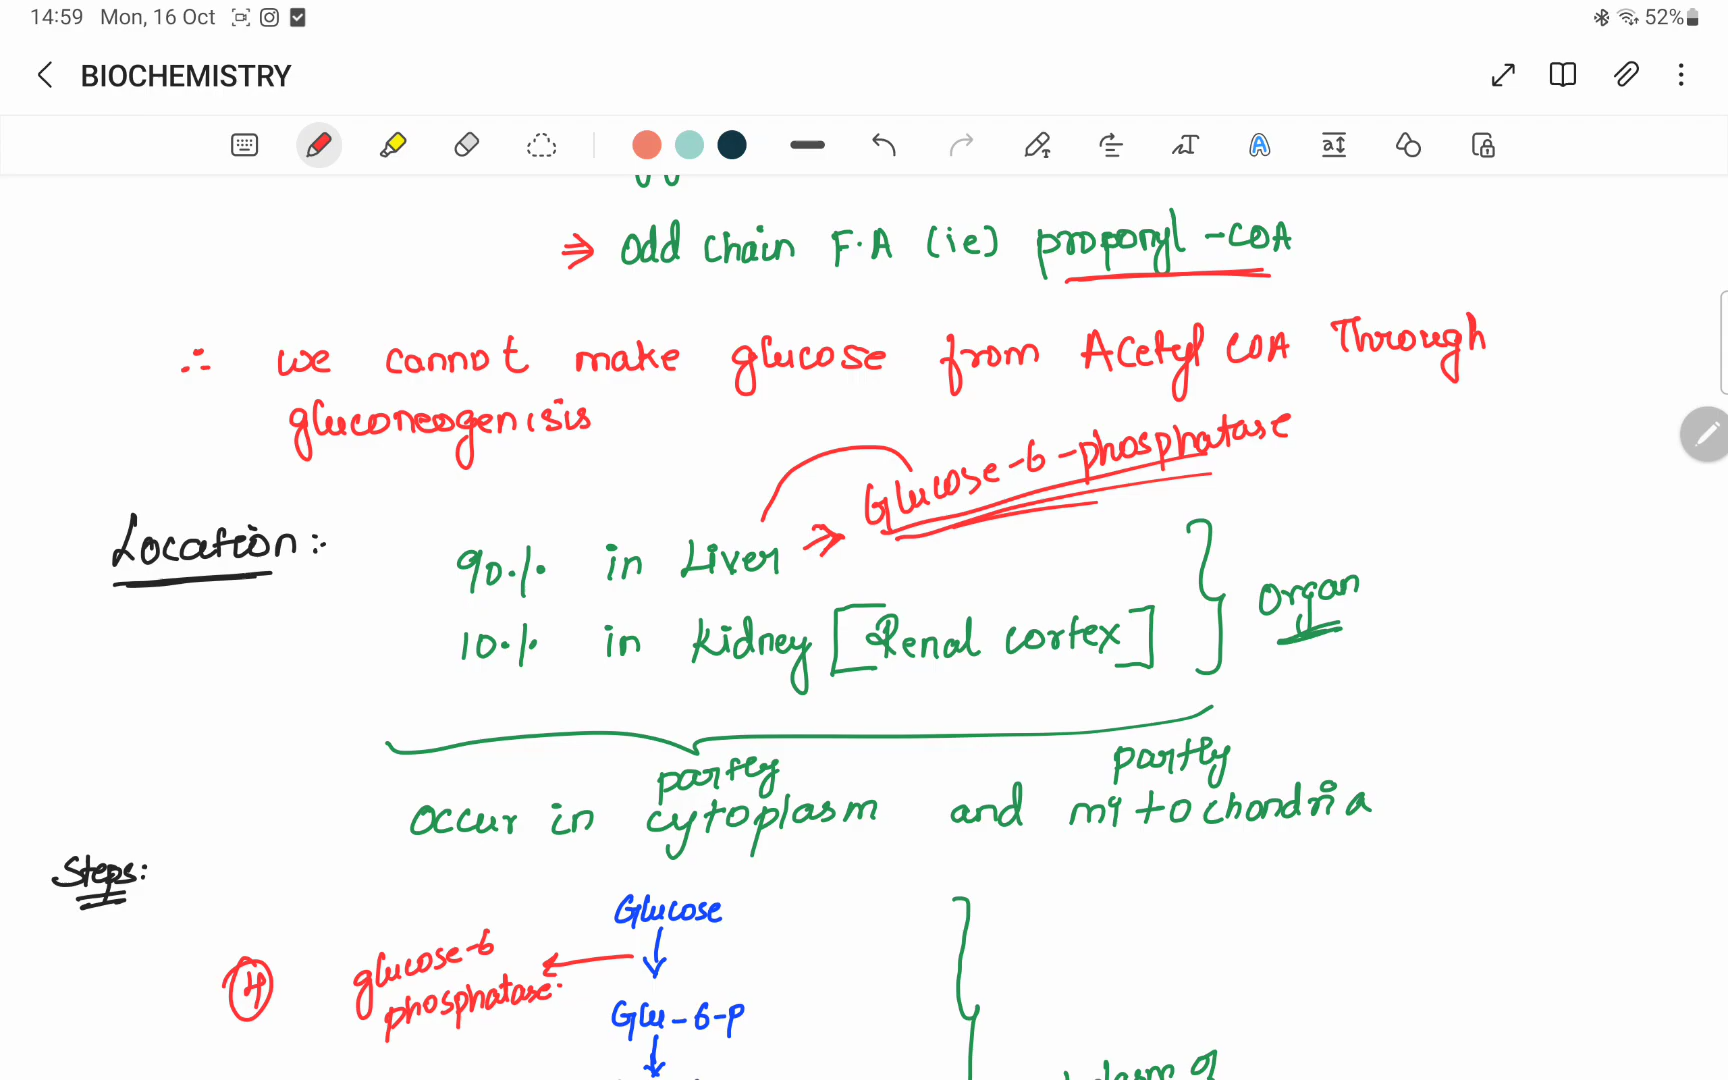 14:59 Mon, 16 Oct 52%
BIOCHEMISTRY
⇒ odd chain F.A (ie) proponyl-COA
∴ we cannot make glucose from Acetyl COA Through
gluconeogenisis
Glucose-6-phosphatase
Location:-
90% in Liver →
10% in kidney [Renal cortex]
organ
partly partly
occur in cytoplasm and mitochondria
Steps:
Glucose
4 glucose-6
phosphatase
Glu-6-P